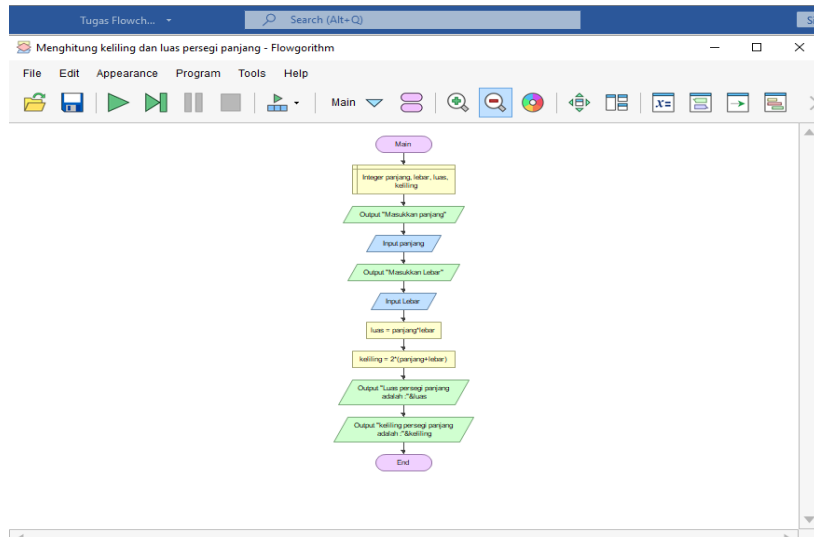 Tugas Flowch...
Search (Alt+Q)
Menghitung keliling dan luas persegi panjang - Flowgorithm
File Edit Appearance Program Tools Help
Main
x=
Main
Integer panjang, lebar, luas,
keliling
Output "Masukkan panjang"
Input panjang
Output "Masukkan Lebar"
Input Lebar
luas = panjang*lebar
keliling = 2*(panjang+lebar)
Output "Luas persegi panjang
adalah :"&luas
Output "keliling persegi panjang
adalah :"&keliling
End